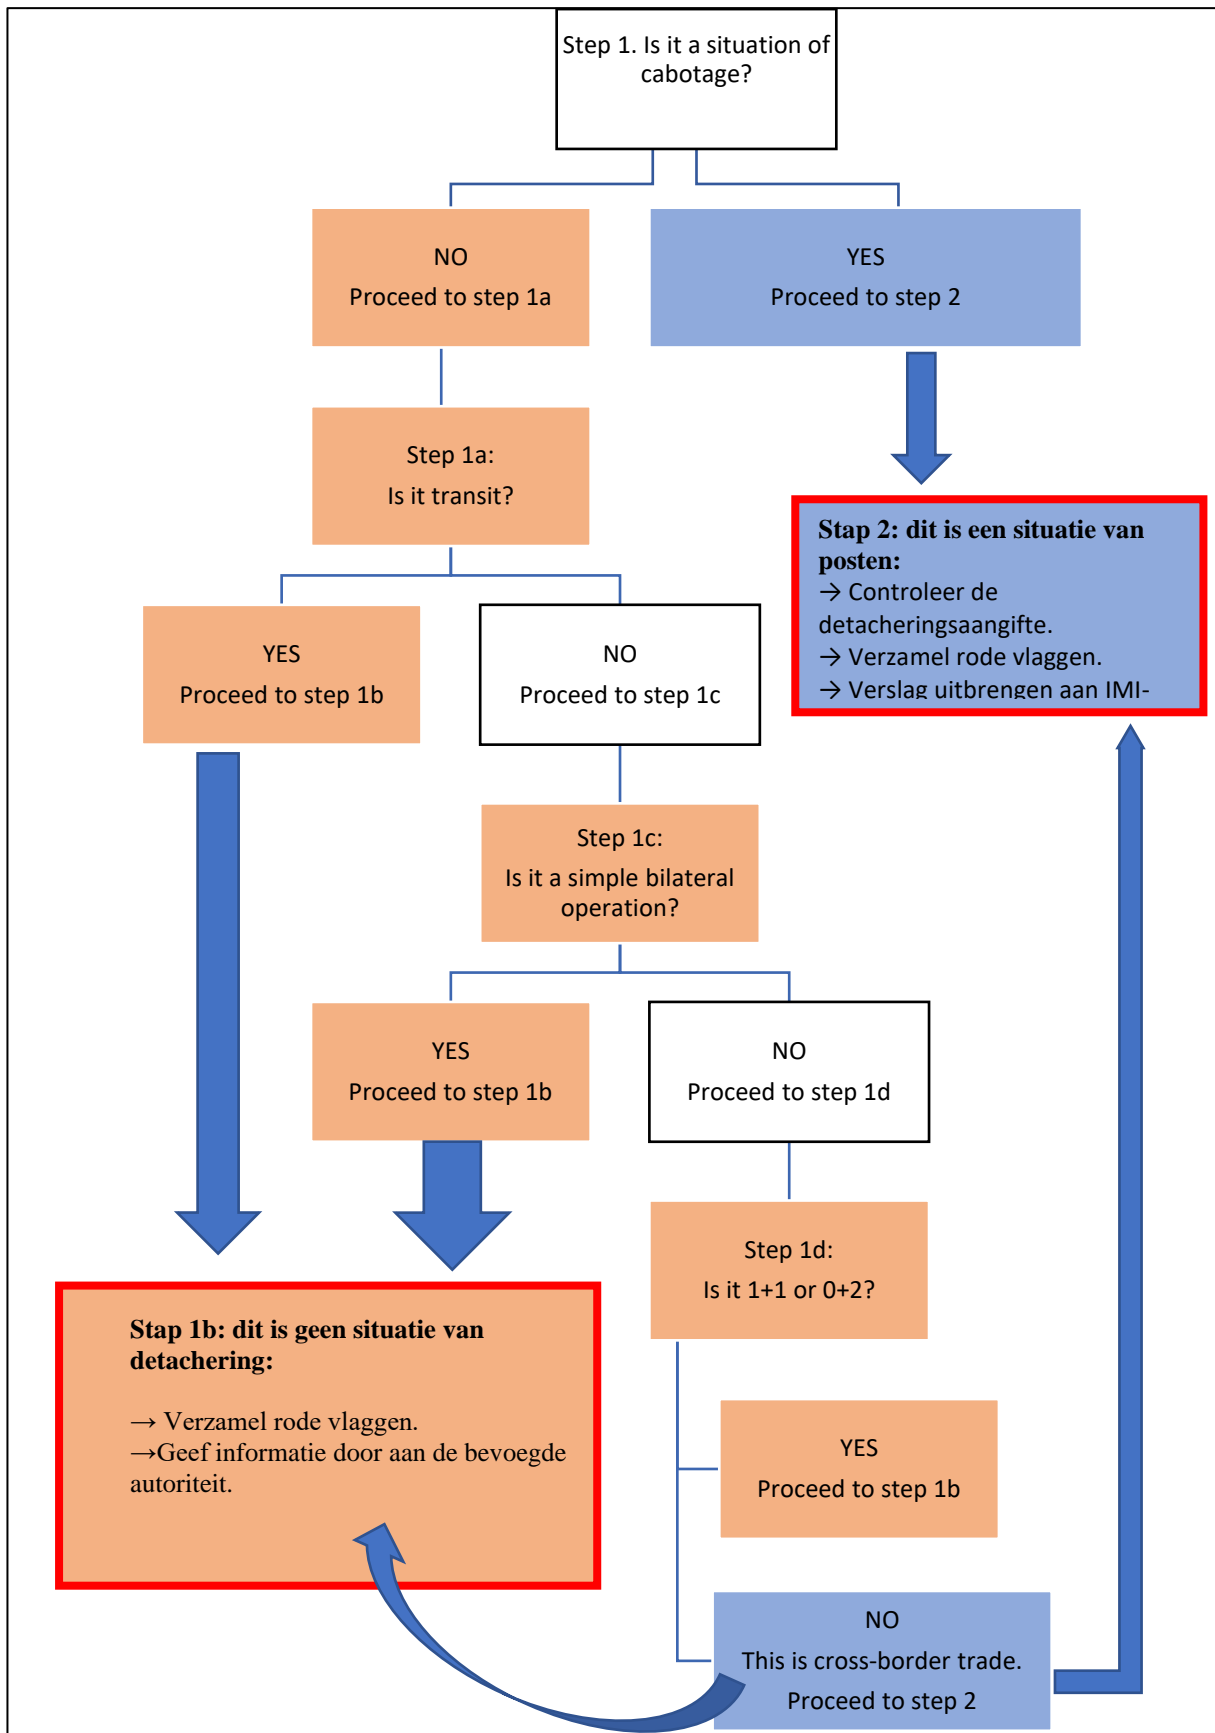 Step 1. Is it a situation of
cabotage?
NO
Proceed to step 1a
YES
Proceed to step 2
Step 1a:
Is it transit?
Stap 2: dit is een situatie van
posten:
→ Controleer de
detacheringsaangifte.
→ Verzamel rode vlaggen.
→ Verslag uitbrengen aan IMI-
YES
Proceed to step 1b
NO
Proceed to step 1c
Step 1c:
Is it a simple bilateral
operation?
YES
Proceed to step 1b
NO
Proceed to step 1d
Step 1d:
Is it 1+1 or 0+2?
Stap 1b: dit is geen situatie van
detachering:
→ Verzamel rode vlaggen.
→Geef informatie door aan de bevoegde
autoriteit.
YES
Proceed to step 1b
NO
This is cross-border trade.
Proceed to step 2